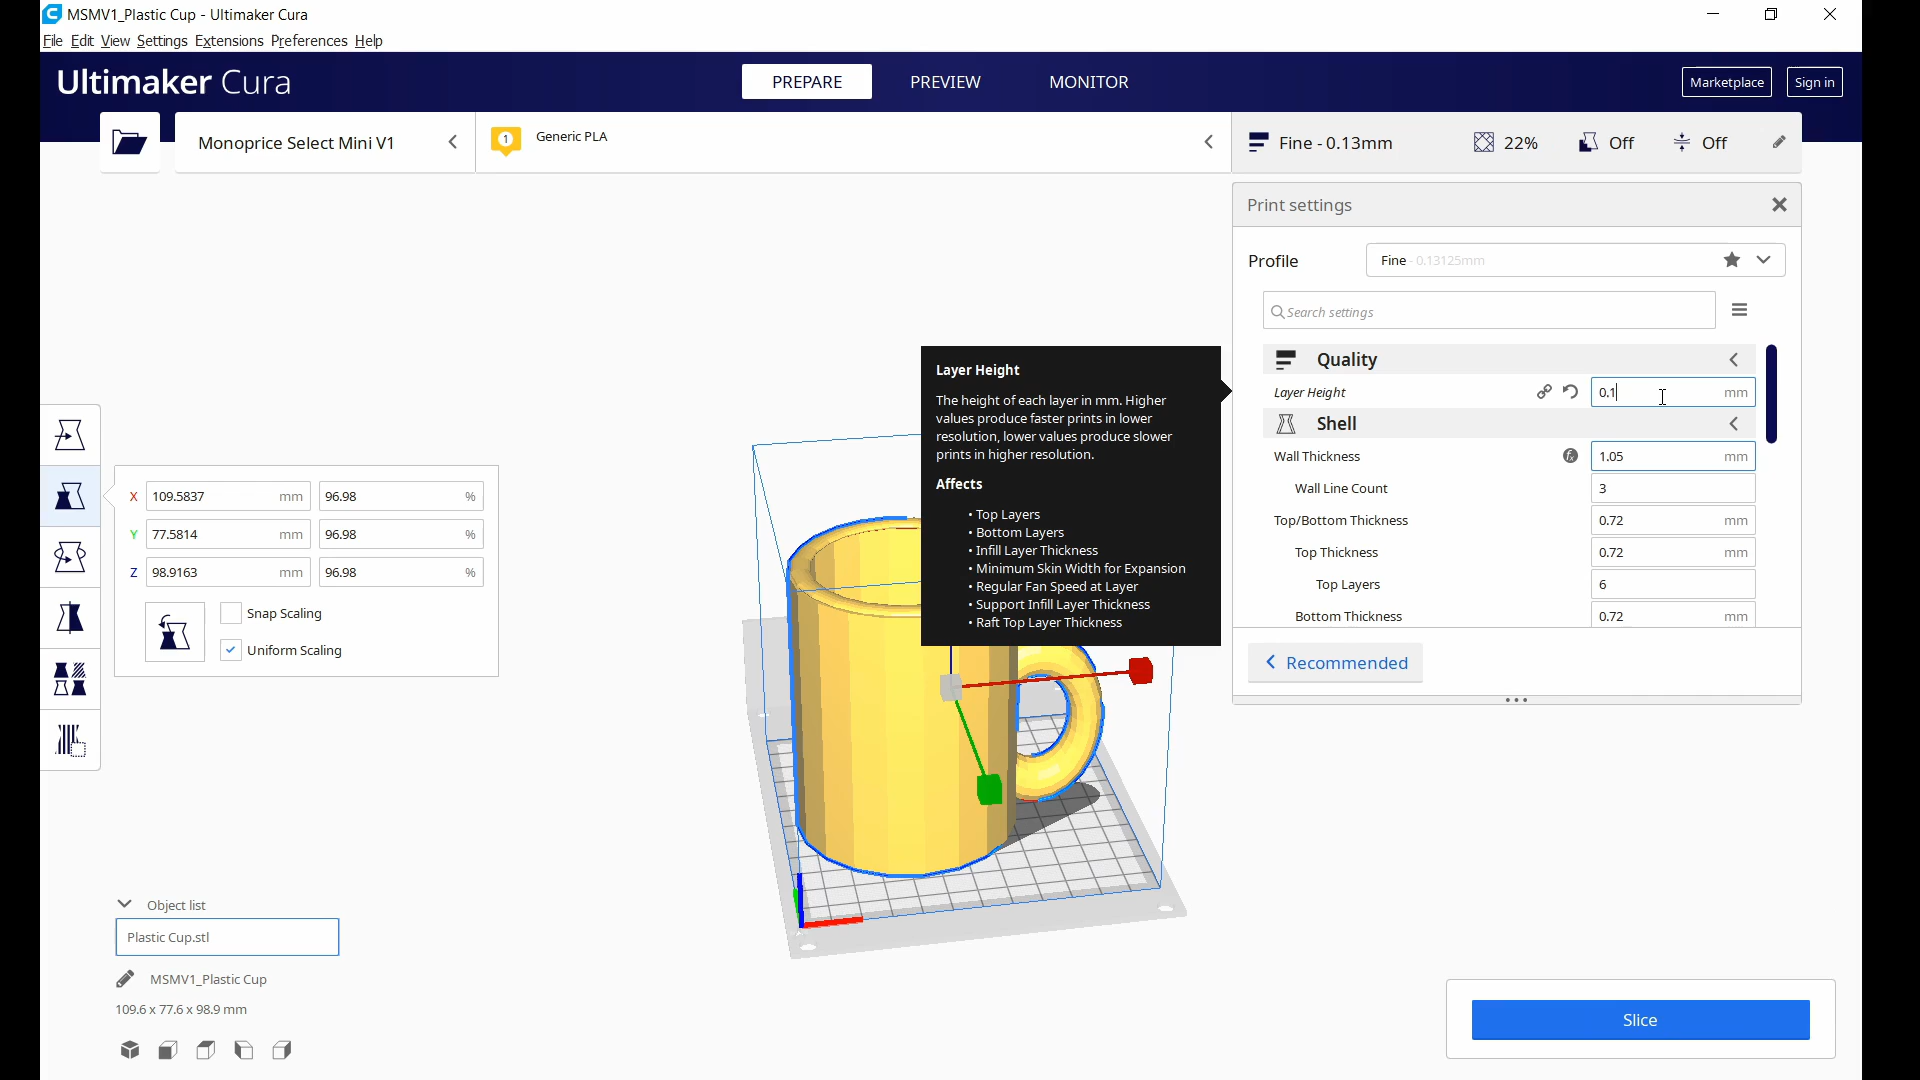 MSMV1_Plastic Cup - Ultimaker Cura
File Edit View Settings Extensions Preferences Help
Ultimaker Cura
PREPARE
PREVIEW
MONITOR
Marketplace
Sign in
Monoprice Select Mini V1
1
Generic PLA
Fine - 0.13mm
22%
Off
Off
Print settings
Profile
Fine - 0.13125mm
Search settings
Quality
Layer Height
0.1
mm
Shell
Wall Thickness
1.05
mm
Wall Line Count
3
Top/Bottom Thickness
0.72
mm
Top Thickness
0.72
mm
Top Layers
6
Bottom Thickness
0.72
mm
Recommended
Layer Height
The height of each layer in mm. Higher
values produce faster prints in lower
resolution, lower values produce slower
prints in higher resolution.
Affects
• Top Layers
• Bottom Layers
• Infill Layer Thickness
• Minimum Skin Width for Expansion
• Regular Fan Speed at Layer
• Support Infill Layer Thickness
• Raft Top Layer Thickness
X 109.5837 mm 96.98 %
Y 77.5814 mm 96.98 %
Z 98.9163 mm 96.98 %
Snap Scaling
Uniform Scaling
Object list
Plastic Cup.stl
MSMV1_Plastic Cup
109.6 x 77.6 x 98.9 mm
Slice